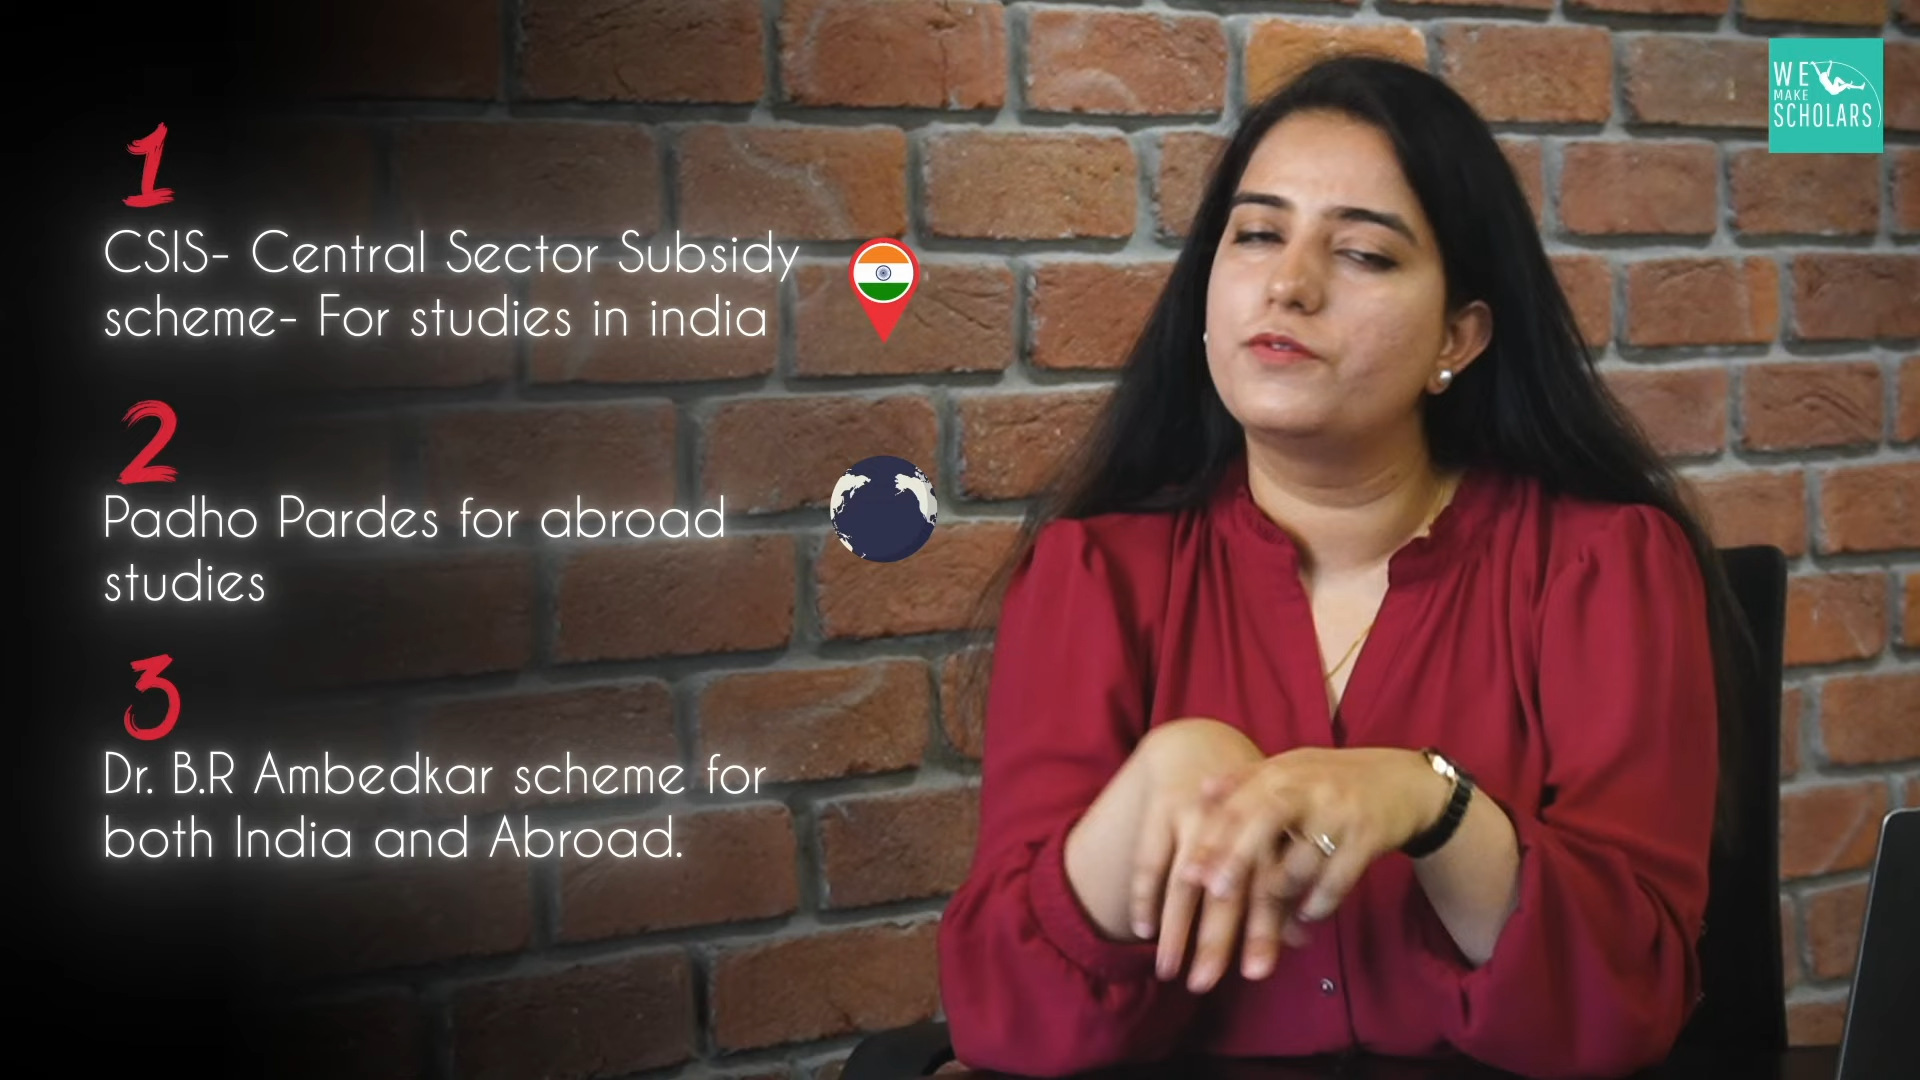 1
CSIS- Central Sector Subsidy
scheme- For studies in india
2
Padho Pardes for abroad
studies
3
Dr. B.R Ambedkar scheme for
both India and Abroad.
WE
MAKE
SCHOLARS